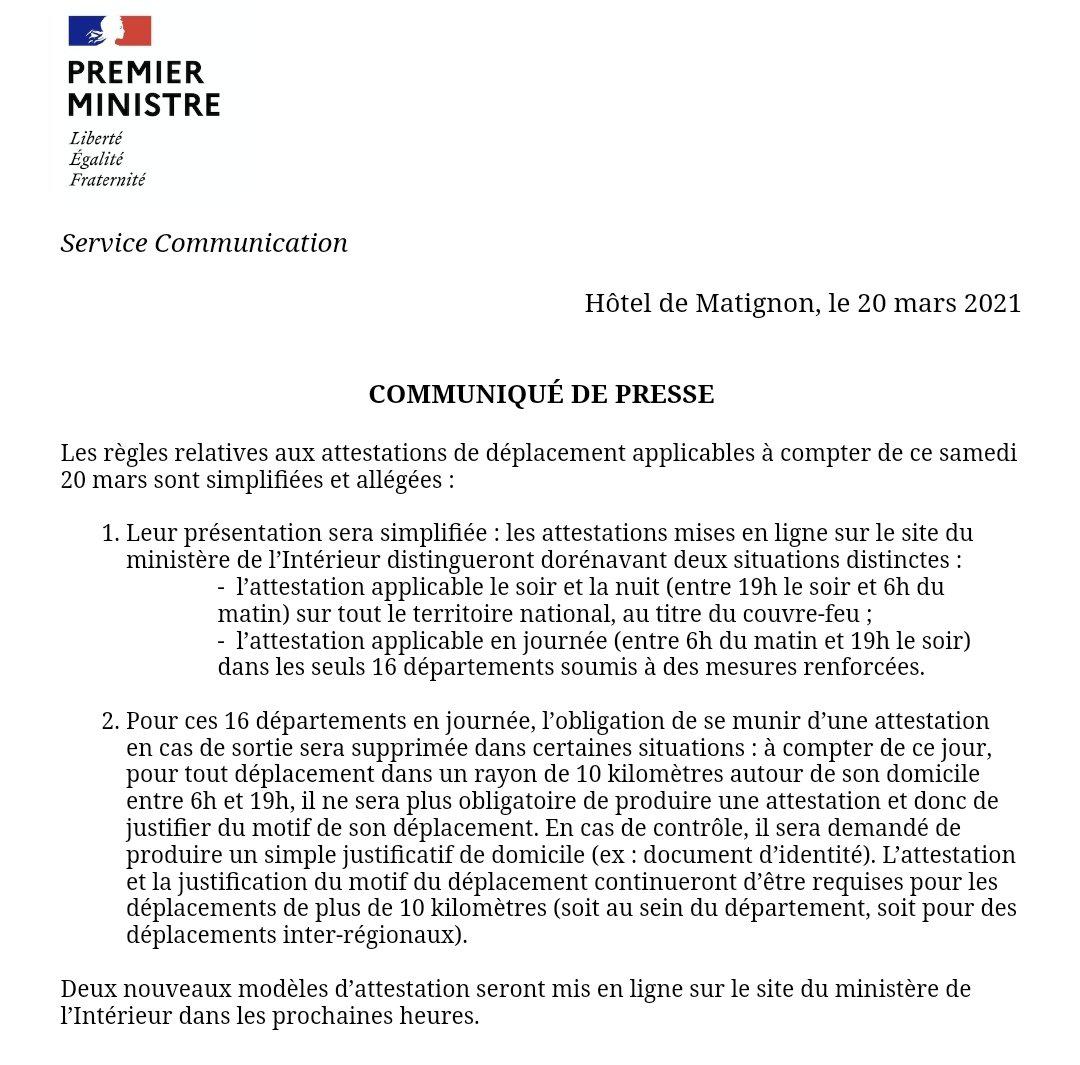 PREMIER
MINISTRE
Liberté
Égalité
Fraternité
Service Communication
Hôtel de Matignon, le 20 mars 2021
COMMUNIQUÉ DE PRESSE
Les règles relatives aux attestations de déplacement applicables à compter de ce samedi
20 mars sont simplifiées et allégées :
1. Leur présentation sera simplifiée : les attestations mises en ligne sur le site du
ministère de l’Intérieur distingueront dorénavant deux situations distinctes :
- l’attestation applicable le soir et la nuit (entre 19h le soir et 6h du
matin) sur tout le territoire national, au titre du couvre-feu ;
- l’attestation applicable en journée (entre 6h du matin et 19h le soir)
dans les seuls 16 départements soumis à des mesures renforcées.
2. Pour ces 16 départements en journée, l’obligation de se munir d’une attestation
en cas de sortie sera supprimée dans certaines situations : à compter de ce jour,
pour tout déplacement dans un rayon de 10 kilomètres autour de son domicile
entre 6h et 19h, il ne sera plus obligatoire de produire une attestation et donc de
justifier du motif de son déplacement. En cas de contrôle, il sera demandé de
produire un simple justificatif de domicile (ex : document d’identité). L’attestation
et la justification du motif du déplacement continueront d’être requises pour les
déplacements de plus de 10 kilomètres (soit au sein du département, soit pour des
déplacements inter-régionaux).
Deux nouveaux modèles d’attestation seront mis en ligne sur le site du ministère de
l’Intérieur dans les prochaines heures.